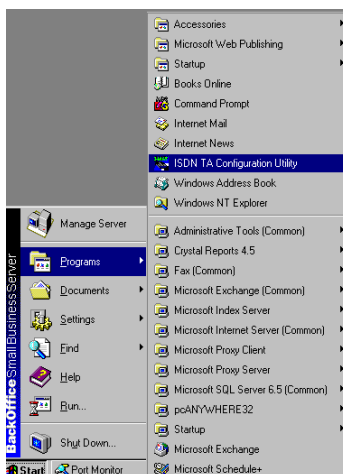 Accessories
Microsoft Web Publishing
Startup
Books Online
Command Prompt
Internet Mail
Internet News
ISDN TA Configuration Utility
Windows Address Book
Windows NT Explorer
Administrative Tools (Common)
Crystal Reports 4.5
Fax (Common)
Microsoft Exchange (Common)
Microsoft Index Server
Microsoft Internet Server (Common)
Microsoft Proxy Client
Microsoft Proxy Server
Microsoft SQL Server 6.5 (Common)
pcANYWHERE32
Startup
Microsoft Exchange
Microsoft Schedule+
Manage Server
Programs
Documents
Settings
Find
Help
Run...
Shut Down...
BackOffice Small Business Server
Start
Port Monitor